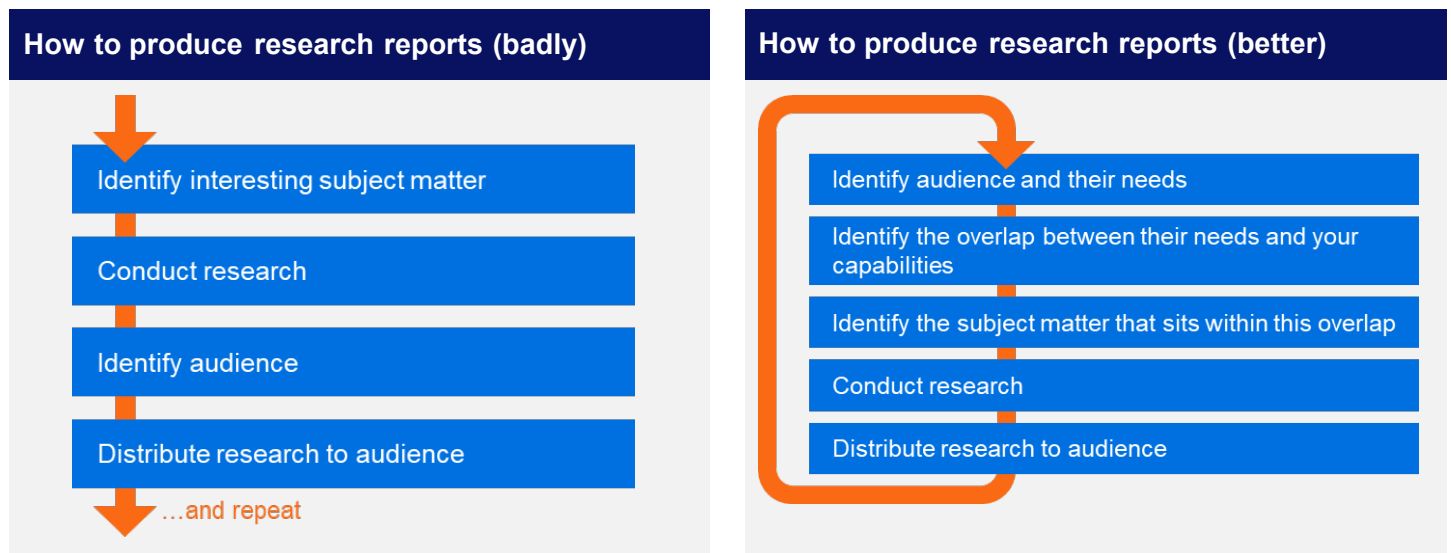 How to produce research reports (badly)
Identify interesting subject matter
Conduct research
Identify audience
Distribute research to audience
…and repeat
How to produce research reports (better)
Identify audience and their needs
Identify the overlap between their needs and your
capabilities
Identify the subject matter that sits within this overlap
Conduct research
Distribute research to audience